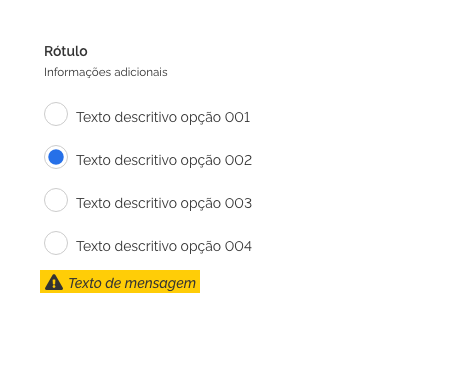 Rótulo
Informações adicionais
Texto descritivo opção 001
Texto descritivo opção 002
Texto descritivo opção 003
Texto descritivo opção 004
Texto de mensagem